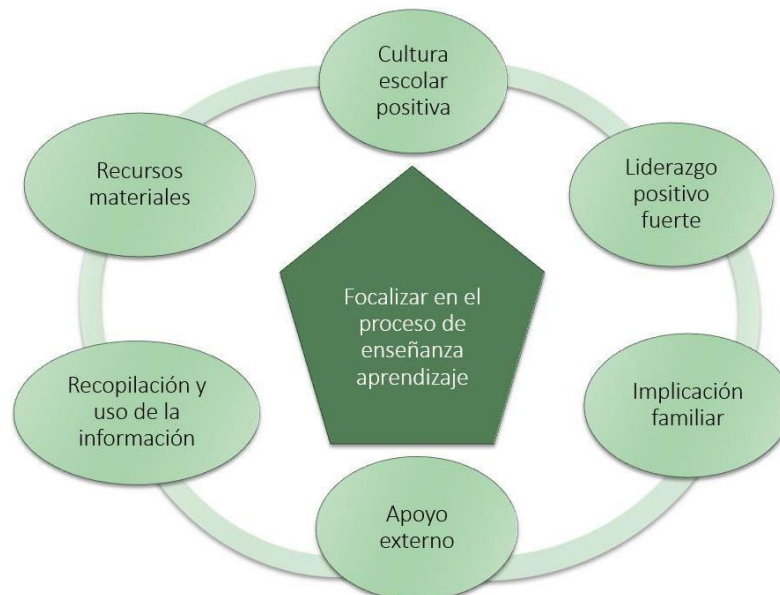 Cultura
escolar
positiva
Liderazgo
positivo
fuerte
Implicación
familiar
Apoyo
externo
Recopilación y
uso de la
información
Recursos
materiales
Focalizar en el
proceso de
enseñanza
aprendizaje